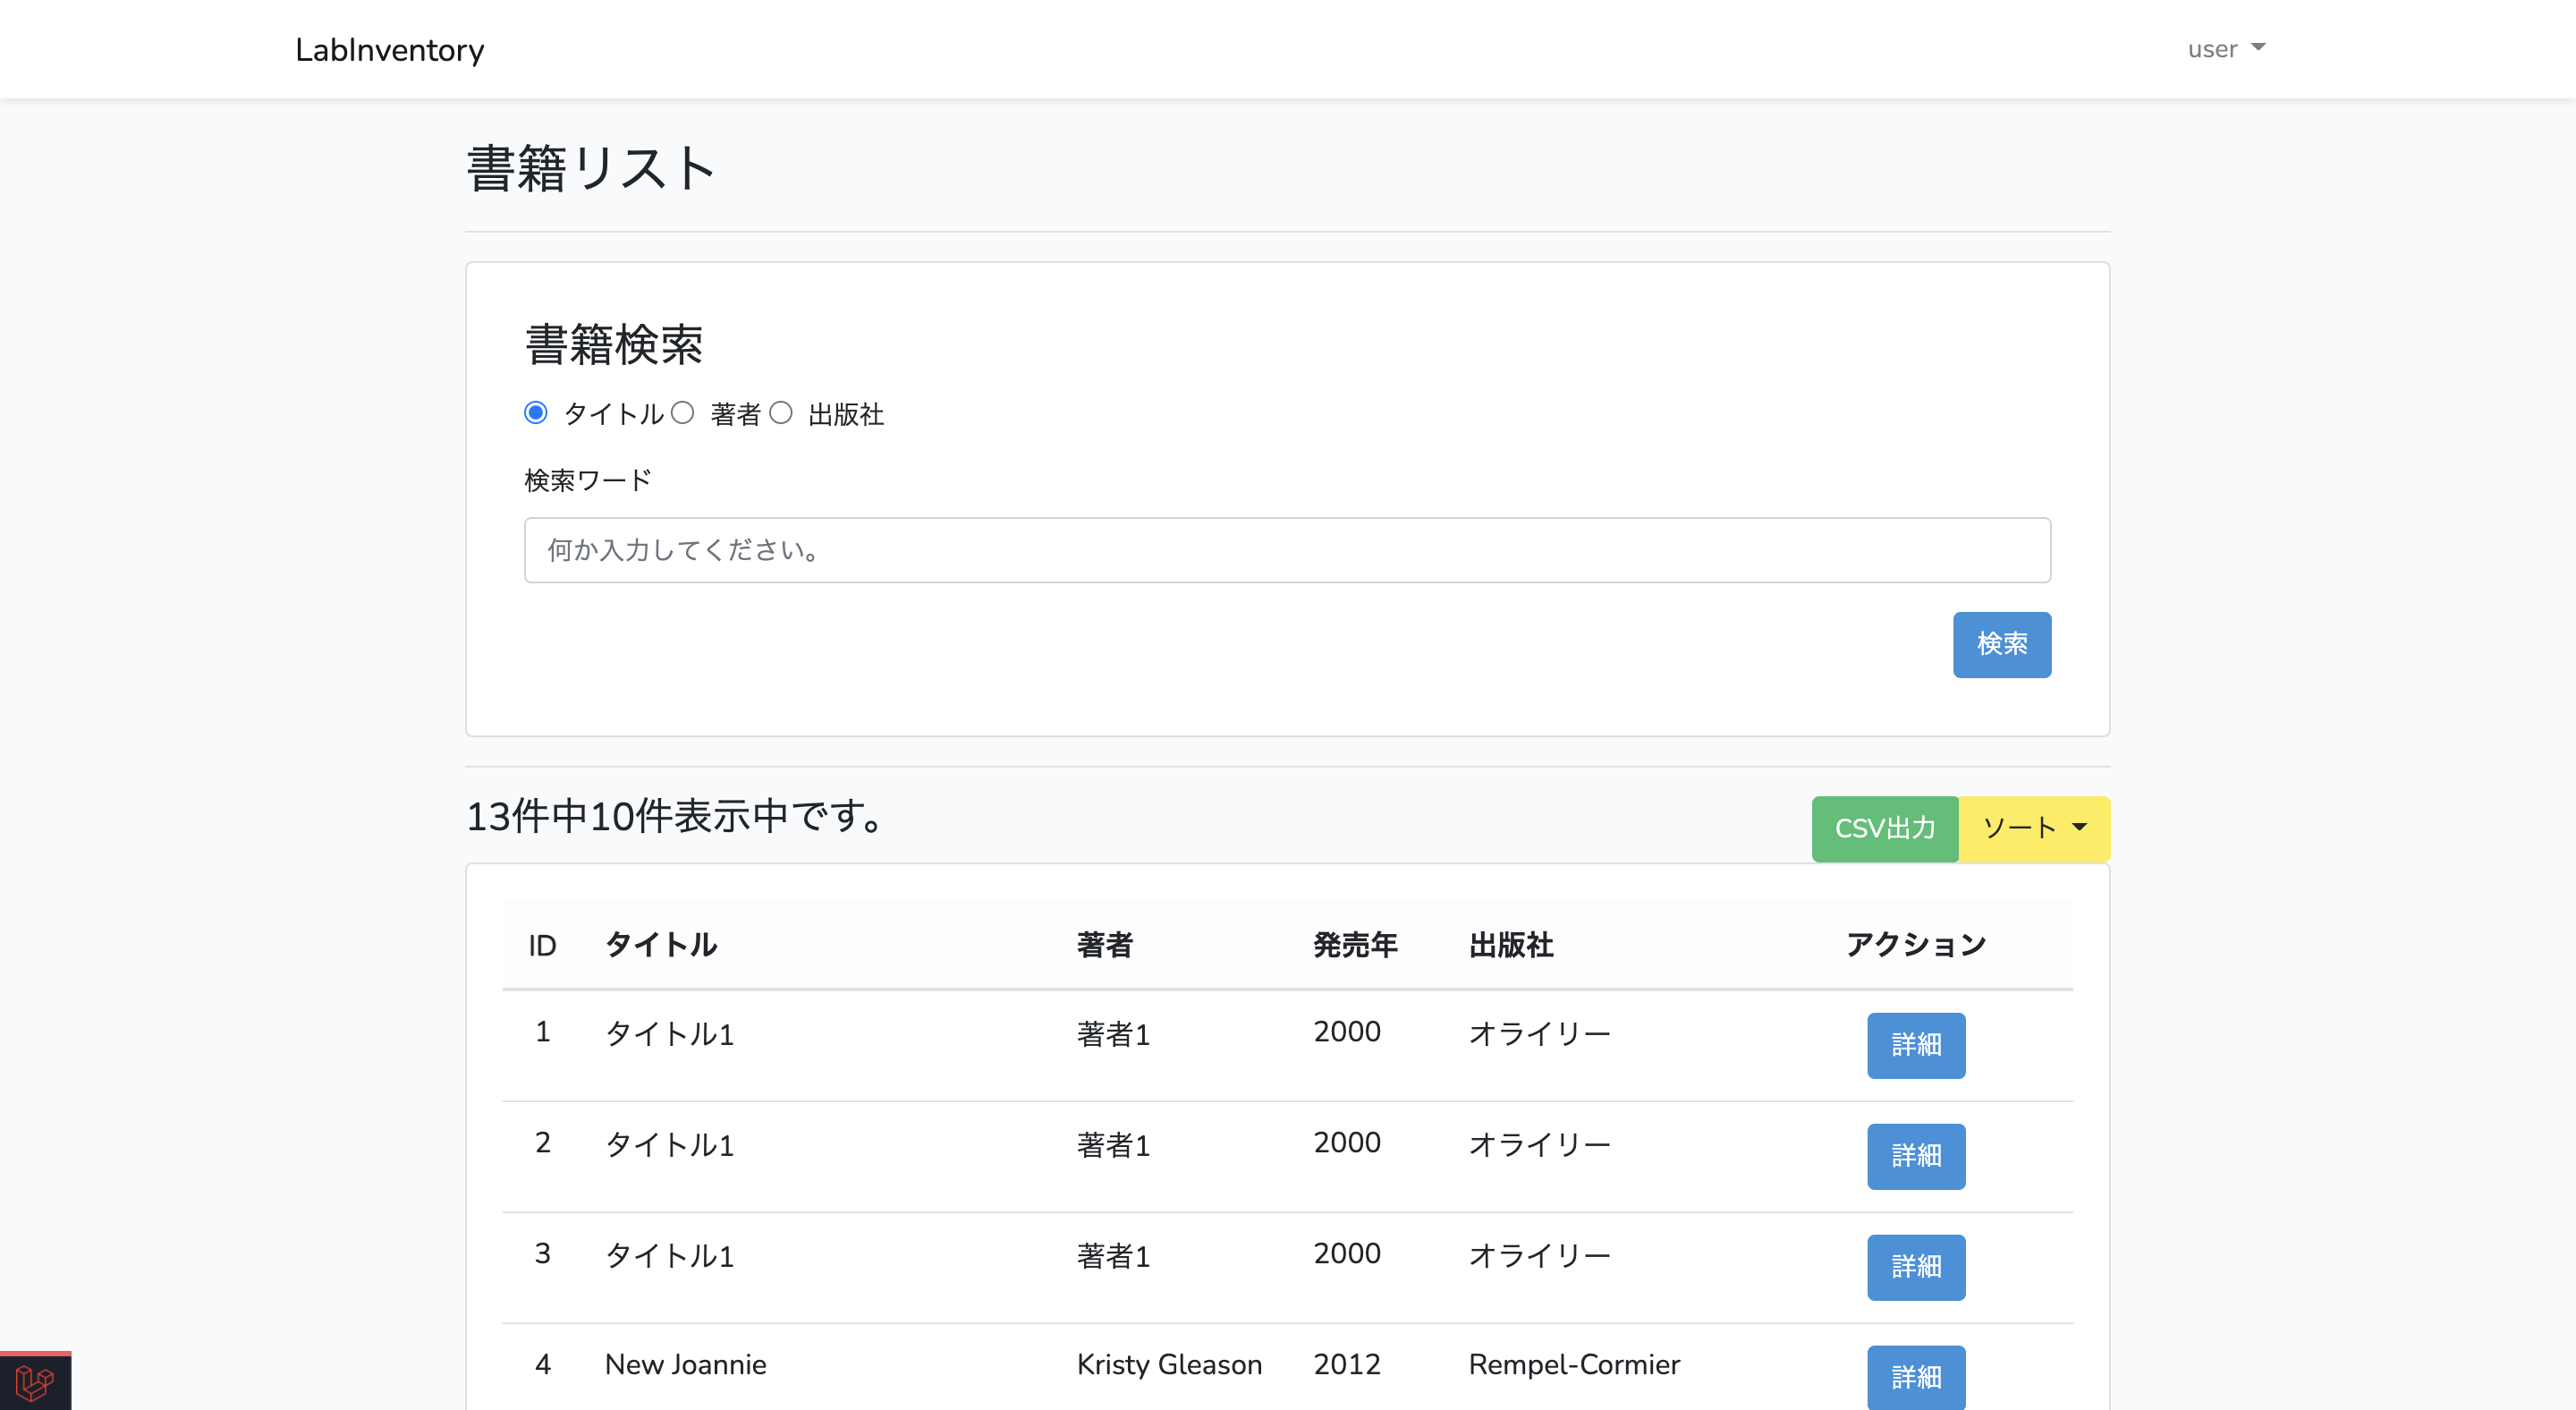 LabInventory user
書籍リスト
書籍検索
タイトル 著者 出版社
検索ワード
何か入力してください。
検索
13件中10件表示中です。 CSV出力 ソート
ID タイトル 著者 発売年 出版社 アクション
1 タイトル1 著者1 2000 オライリー 詳細
2 タイトル1 著者1 2000 オライリー 詳細
3 タイトル1 著者1 2000 オライリー 詳細
4 New Joannie Kristy Gleason 2012 Rempel-Cormier 詳細